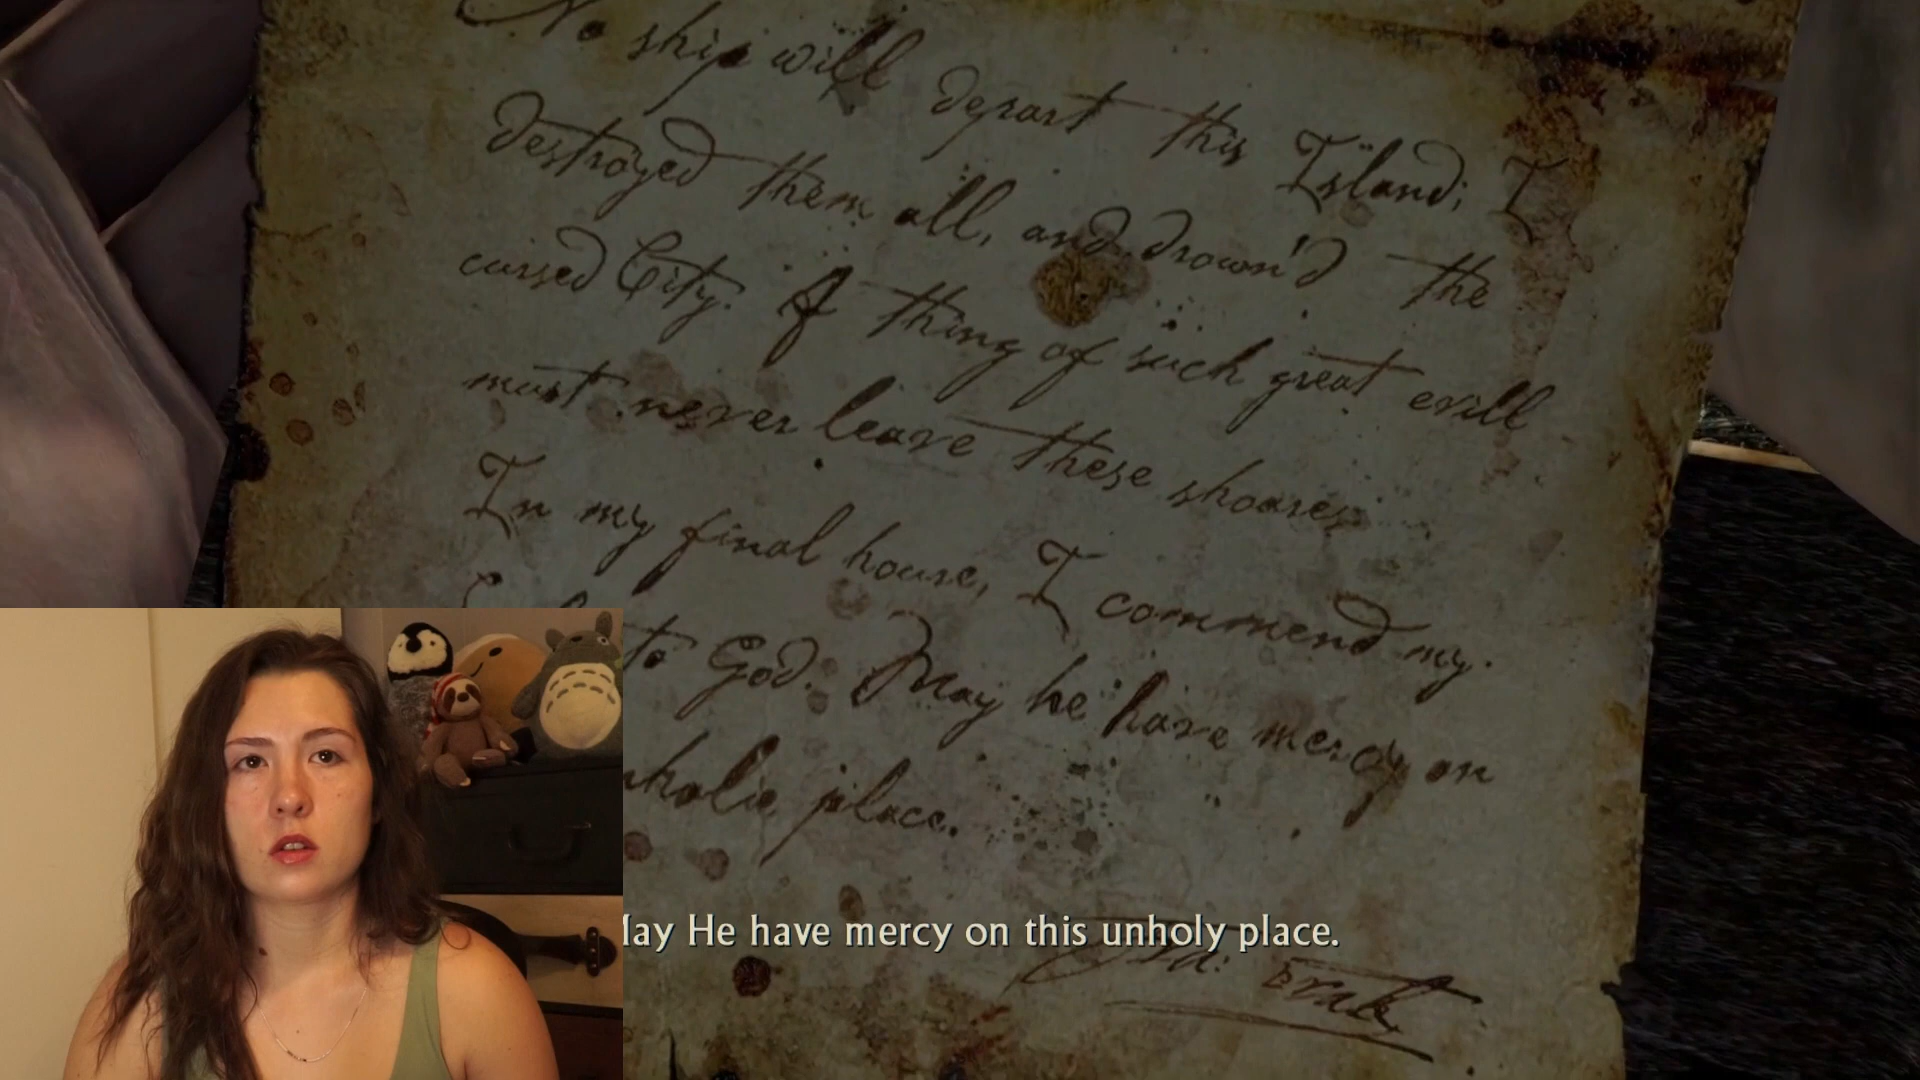 No ship will depart this Island; I
destroyed them all, and drown'd the
cursed City. A thing of such great evill
must never leave these shoares
In my final house, I commend my
to God. May he have mercy on
place.
May He have mercy on this unholy place.
Fra: Drak